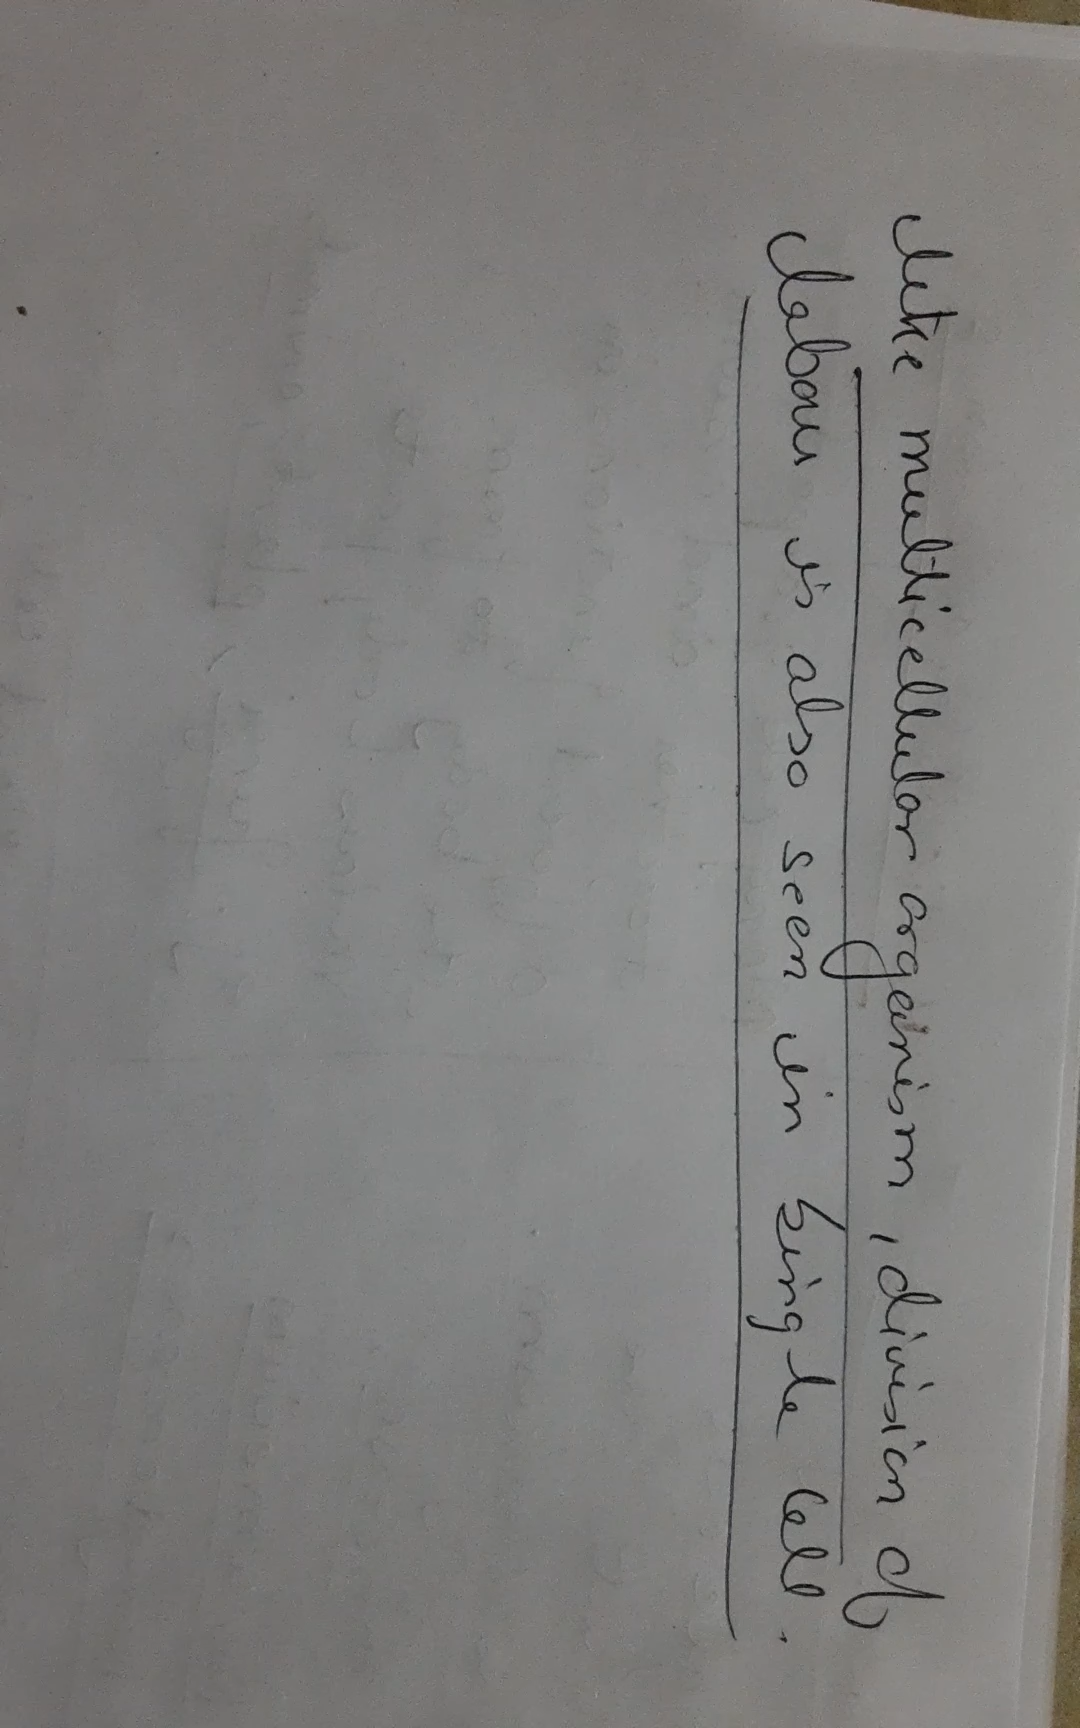 Like multicellular organism, division of
labour is also seen in single cell.